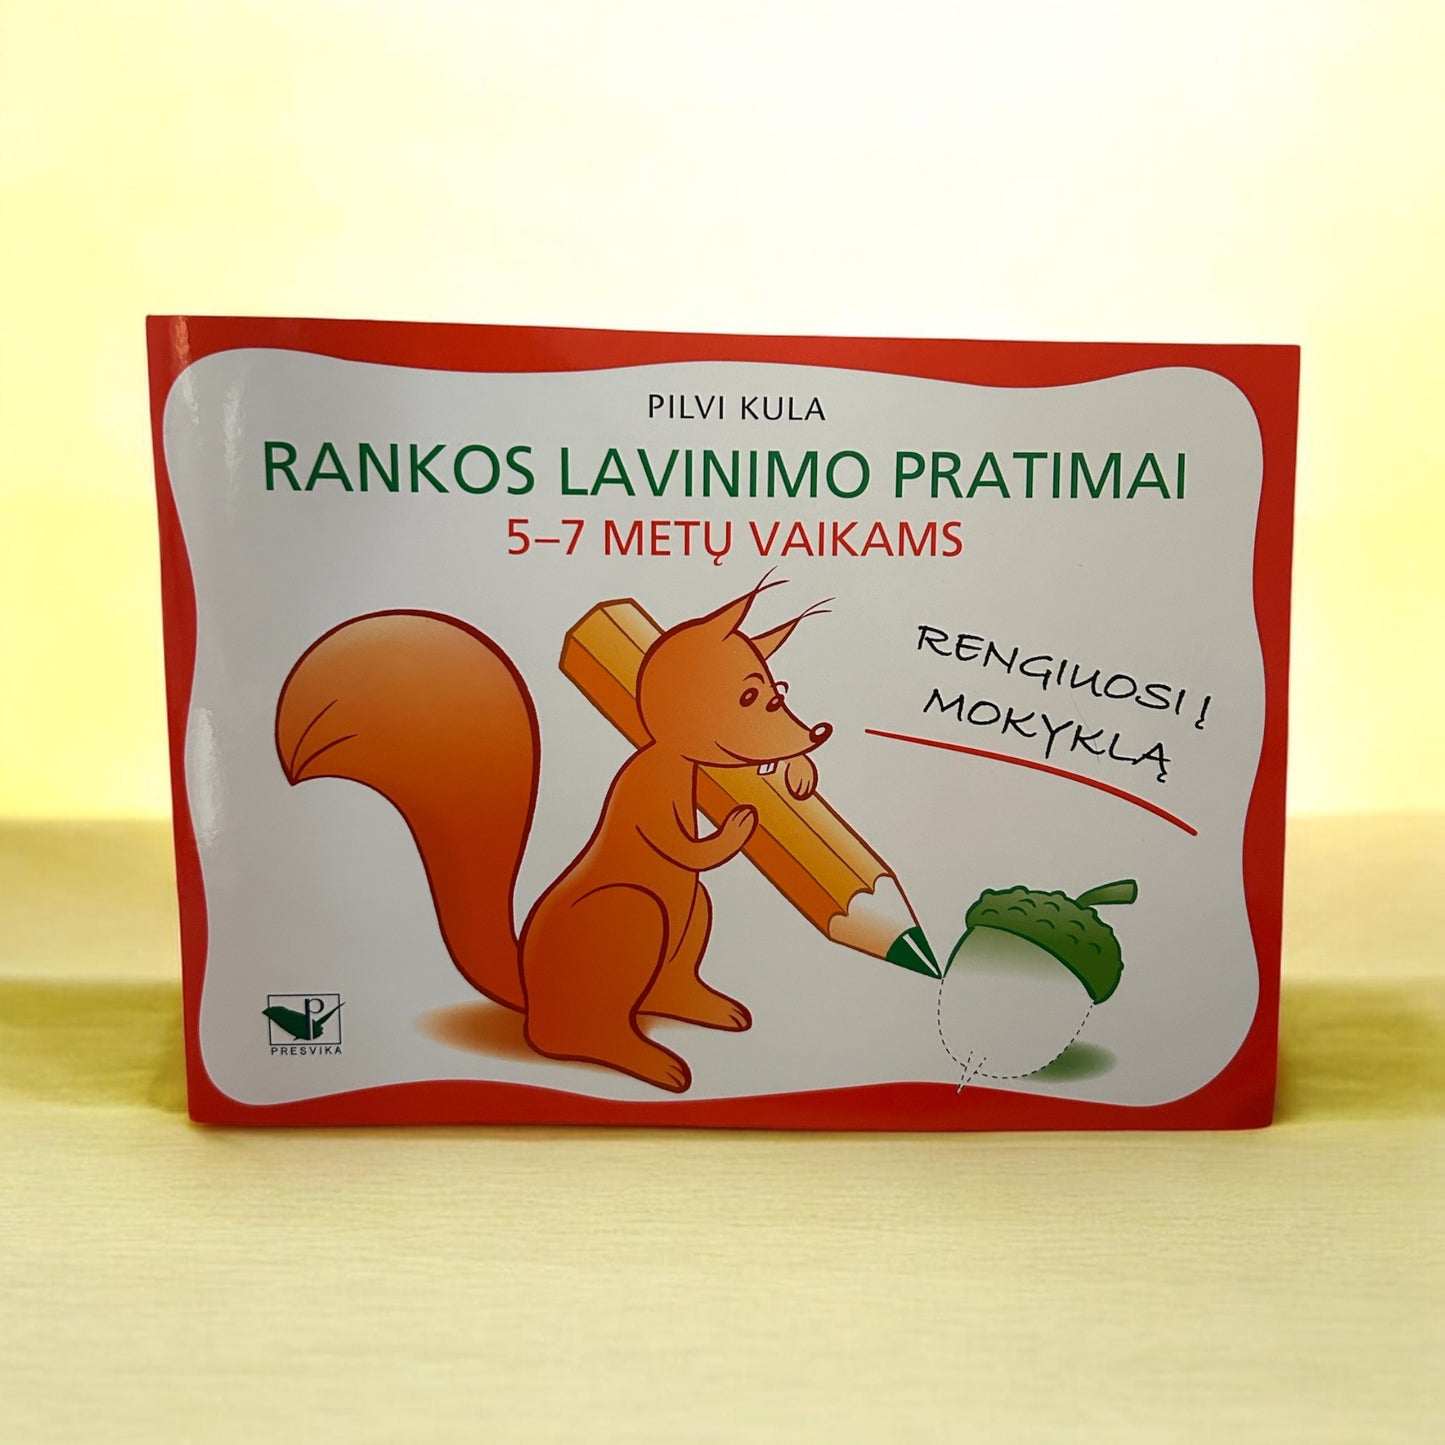 PILVI KULA
RANKOS LAVINIMO PRATIMAI
5–7 METŲ VAIKAMS
RENGIUOSI Į
MOKYKLĄ
P
PRESVIKA